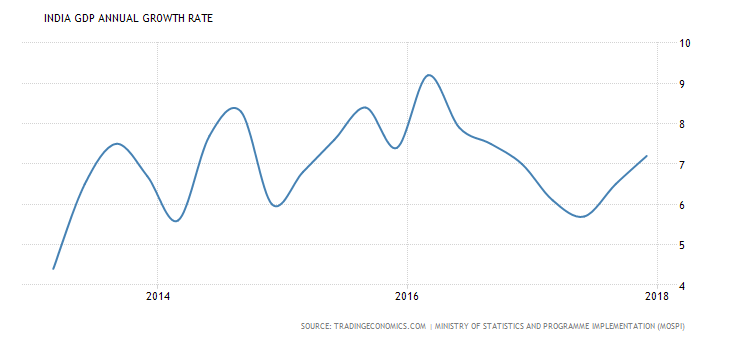 INDIA GDP ANNUAL GROWTH RATE
10
9
8
7
6
5
4
2014 2016 2018
SOURCE: TRADINGECONOMICS.COM | MINISTRY OF STATISTICS AND PROGRAMME IMPLEMENTATION (MOSPI)